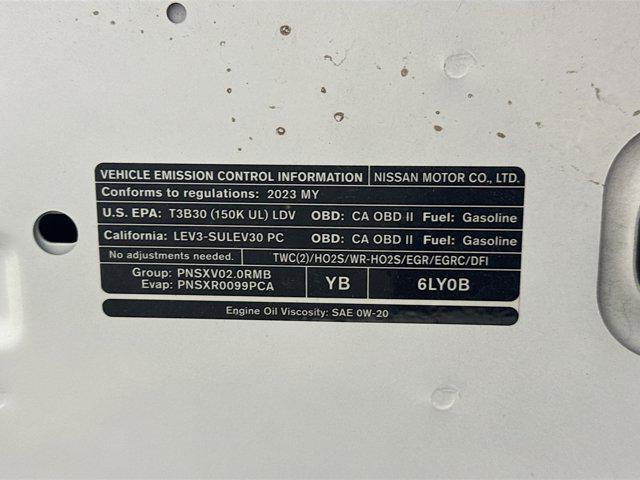 VEHICLE EMISSION CONTROL INFORMATION NISSAN MOTOR CO., LTD.
Conforms to regulations: 2023 MY
U.S. EPA: T3B30 (150K UL) LDV OBD: CA OBD II Fuel: Gasoline
California: LEV3-SULEV30 PC OBD: CA OBD II Fuel: Gasoline
No adjustments needed. TWC(2)/HO2S/WR-HO2S/EGR/EGRC/DFI
Group: PNSXV02.0RMB
Evap: PNSXR0099PCA
YB 6LY0B
Engine Oil Viscosity: SAE 0W-20